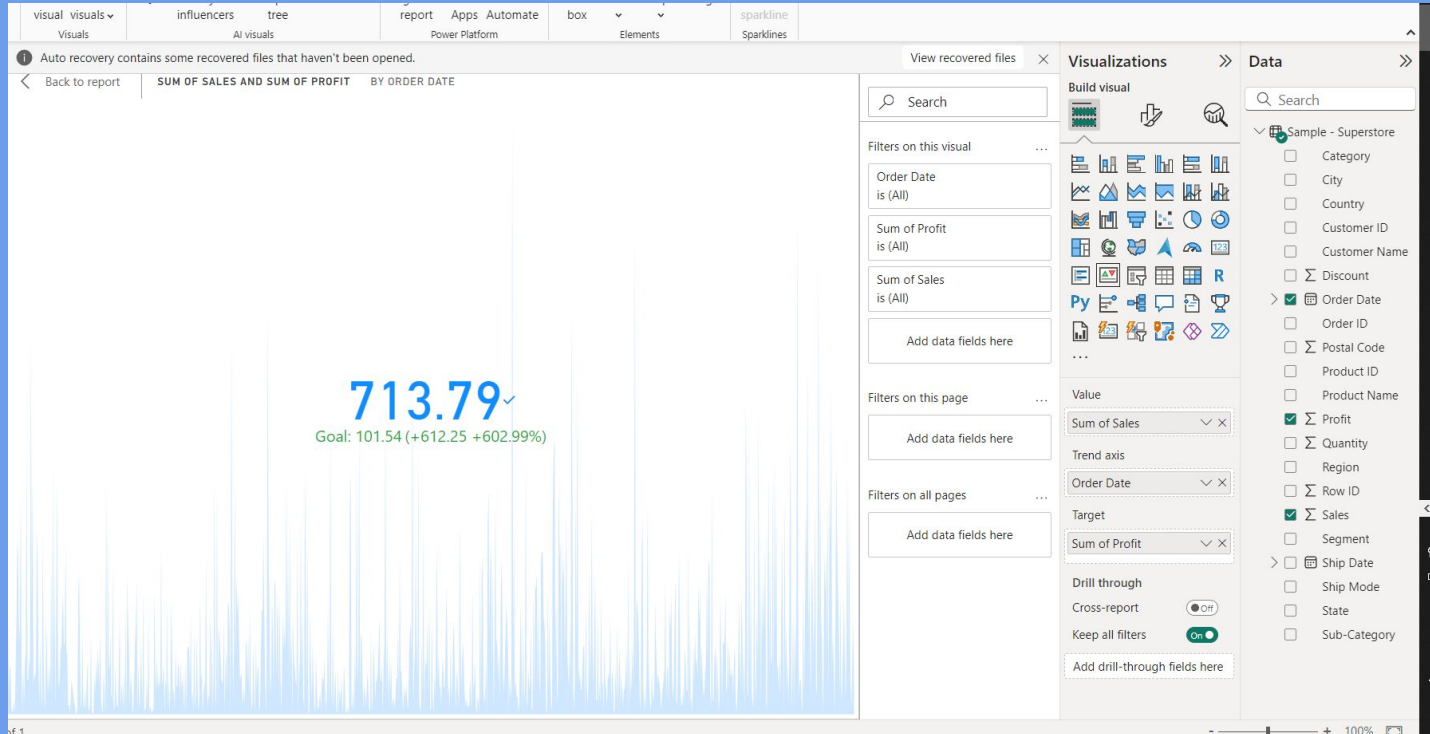 visual visuals
influencers tree
report Apps Automate
box
sparkline
Visuals
AI visuals
Power Platform
Elements
Sparklines
Auto recovery contains some recovered files that haven't been opened.
View recovered files
Back to report
SUM OF SALES AND SUM OF PROFIT BY ORDER DATE
713.79
Goal: 101.54 (+612.25 +602.99%)
Search
Filters on this visual
...
Order Date
is (All)
Sum of Profit
is (All)
Sum of Sales
is (All)
Add data fields here
Filters on this page
...
Add data fields here
Filters on all pages
...
Add data fields here
Visualizations
Build visual
123
R
Py
123
...
Value
Sum of Sales
Trend axis
Order Date
Target
Sum of Profit
Drill through
Cross-report
Off
Keep all filters
On
Add drill-through fields here
Data
Search
Sample - Superstore
Category
City
Country
Customer ID
Customer Name
Σ Discount
Order Date
Order ID
Σ Postal Code
Product ID
Product Name
Σ Profit
Σ Quantity
Region
Σ Row ID
Σ Sales
Segment
Ship Date
Ship Mode
State
Sub-Category
of 1
- + 100%